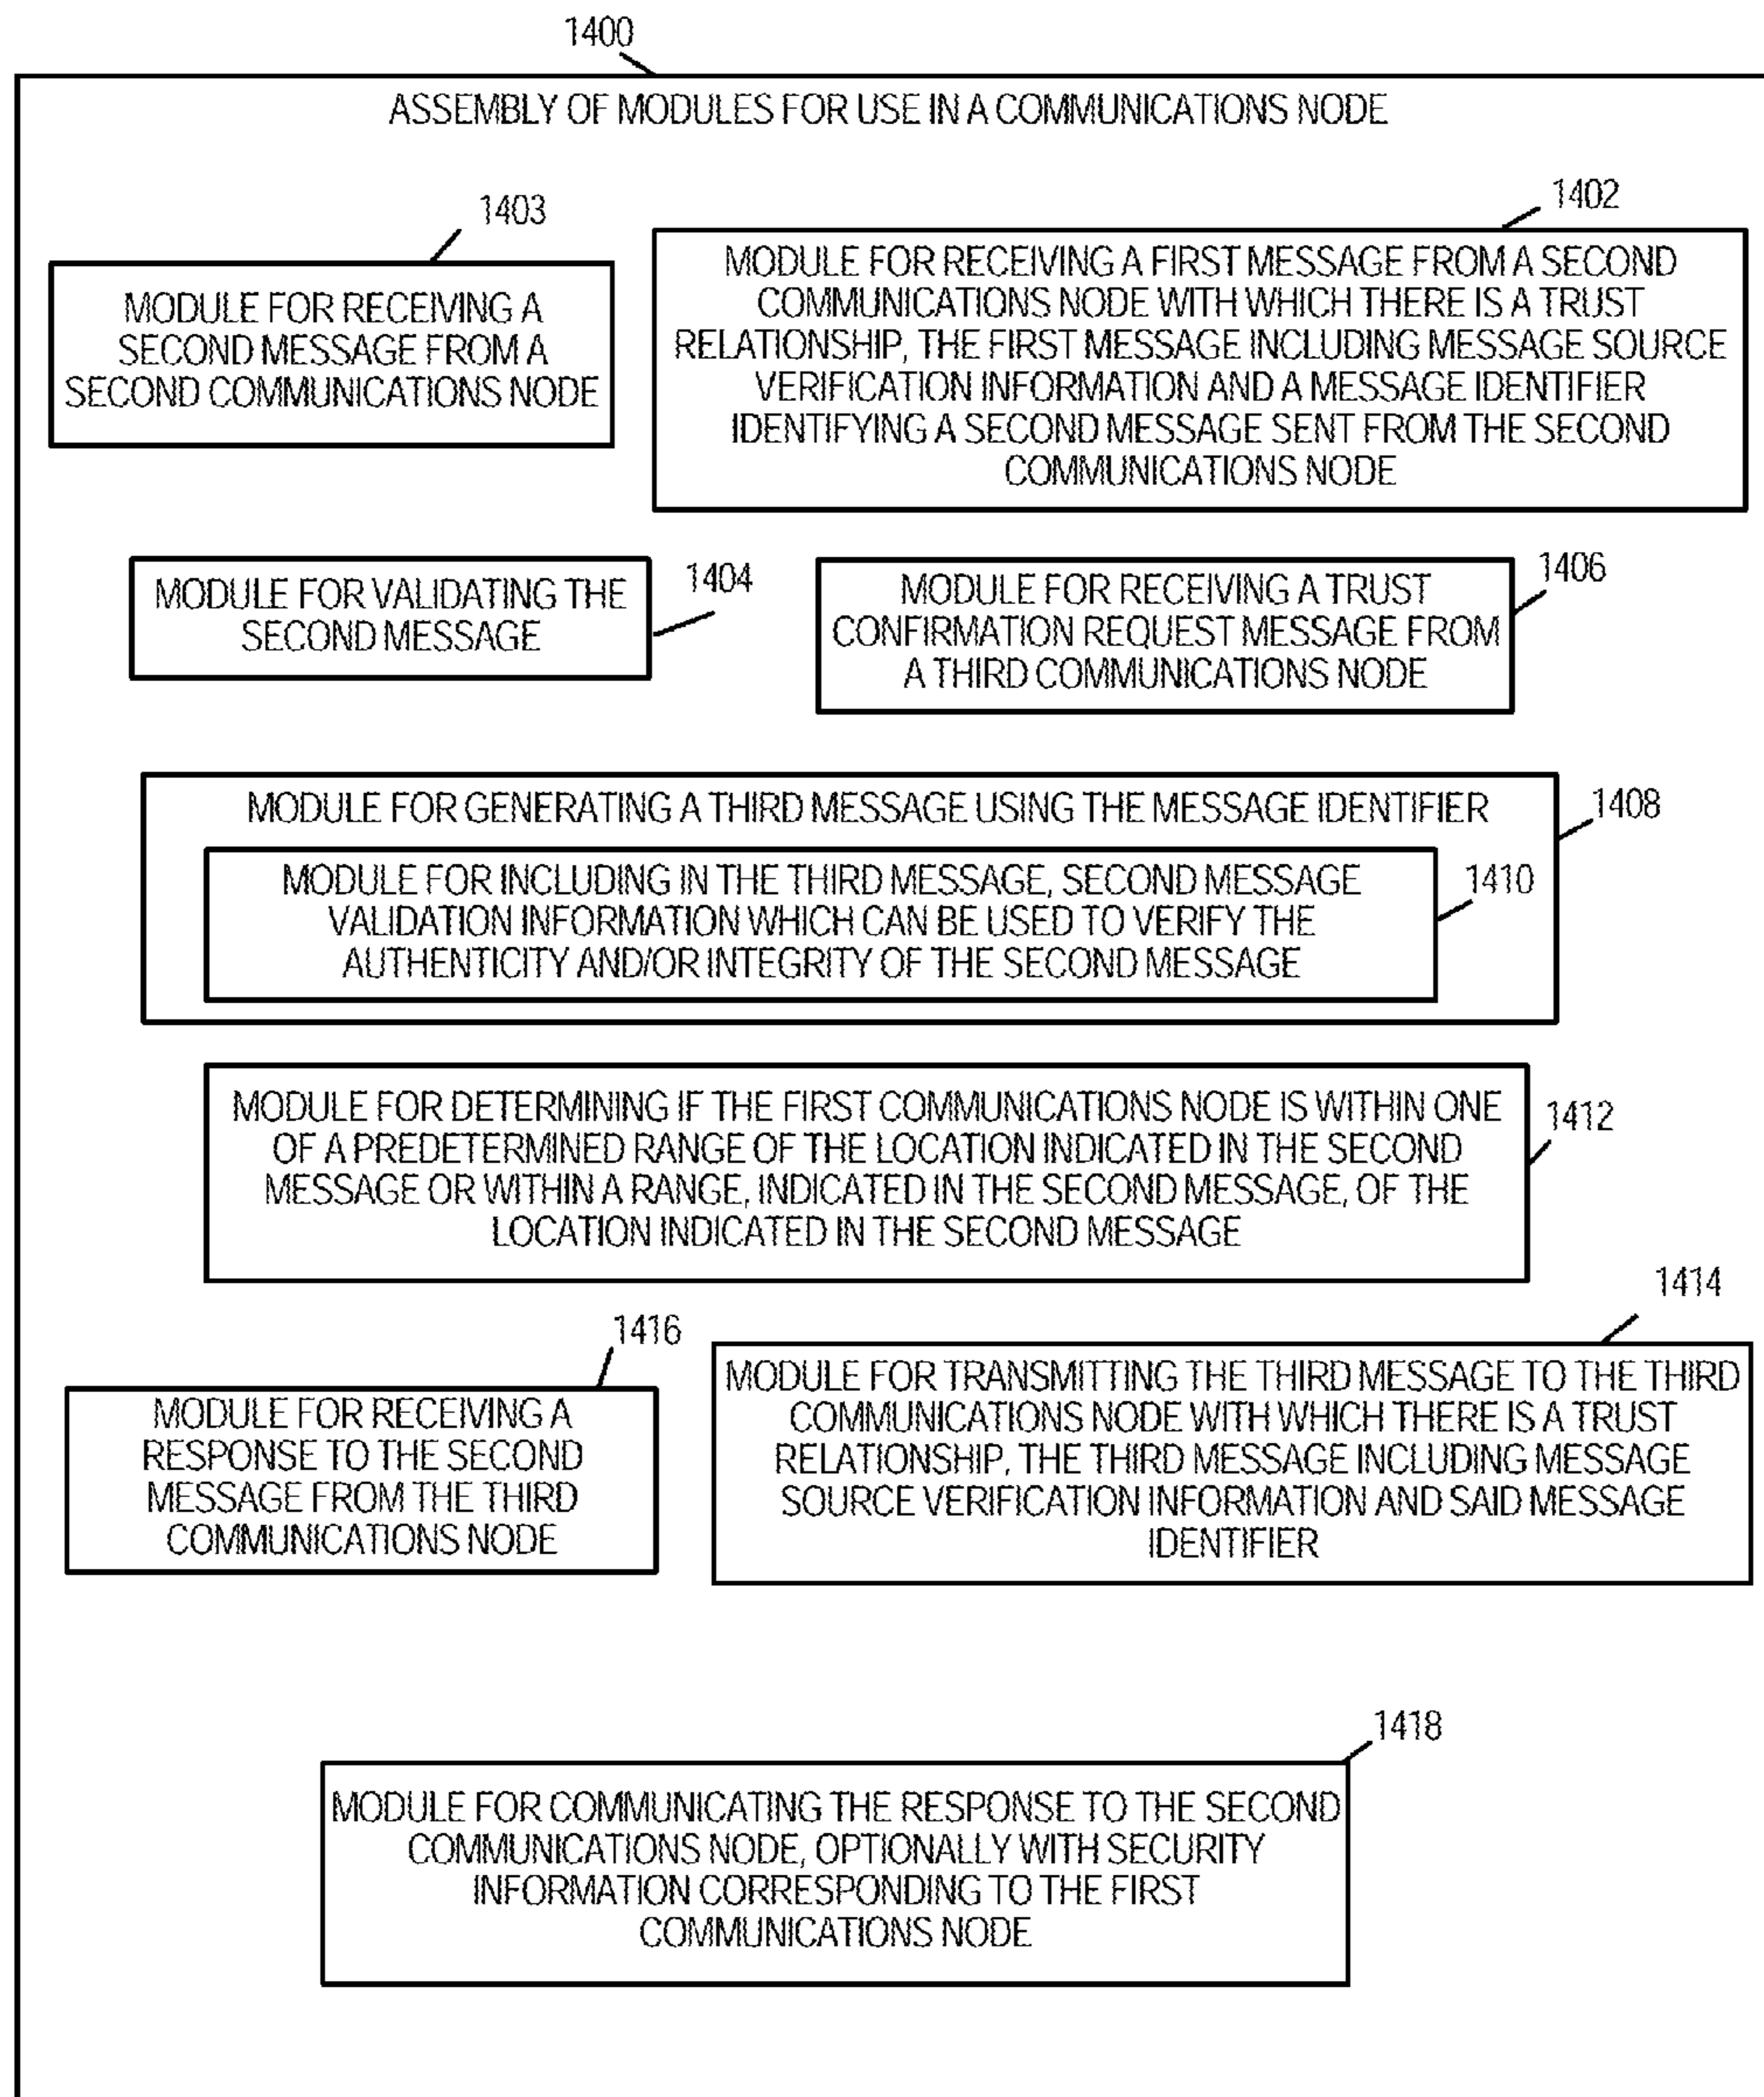 1400
ASSEMBLY OF MODULES FOR USE IN A COMMUNICATIONS NODE
1403
MODULE FOR RECEIVING A
SECOND MESSAGE FROM A
SECOND COMMUNICATIONS NODE
1402
MODULE FOR RECEIVING A FIRST MESSAGE FROM A SECOND
COMMUNICATIONS NODE WITH WHICH THERE IS A TRUST
RELATIONSHIP, THE FIRST MESSAGE INCLUDING MESSAGE SOURCE
VERIFICATION INFORMATION AND A MESSAGE IDENTIFIER
IDENTIFYING A SECOND MESSAGE SENT FROM THE SECOND
COMMUNICATIONS NODE
MODULE FOR VALIDATING THE
SECOND MESSAGE
1404
MODULE FOR RECEIVING A TRUST
CONFIRMATION REQUEST MESSAGE FROM
A THIRD COMMUNICATIONS NODE
1406
MODULE FOR GENERATING A THIRD MESSAGE USING THE MESSAGE IDENTIFIER
1408
MODULE FOR INCLUDING IN THE THIRD MESSAGE, SECOND MESSAGE
VALIDATION INFORMATION WHICH CAN BE USED TO VERIFY THE
AUTHENTICITY AND/OR INTEGRITY OF THE SECOND MESSAGE
1410
MODULE FOR DETERMINING IF THE FIRST COMMUNICATIONS NODE IS WITHIN ONE
OF A PREDETERMINED RANGE OF THE LOCATION INDICATED IN THE SECOND
MESSAGE OR WITHIN A RANGE, INDICATED IN THE SECOND MESSAGE, OF THE
LOCATION INDICATED IN THE SECOND MESSAGE
1412
1416
MODULE FOR RECEIVING A
RESPONSE TO THE SECOND
MESSAGE FROM THE THIRD
COMMUNICATIONS NODE
1414
MODULE FOR TRANSMITTING THE THIRD MESSAGE TO THE THIRD
COMMUNICATIONS NODE WITH WHICH THERE IS A TRUST
RELATIONSHIP, THE THIRD MESSAGE INCLUDING MESSAGE
SOURCE VERIFICATION INFORMATION AND SAID MESSAGE
IDENTIFIER
1418
MODULE FOR COMMUNICATING THE RESPONSE TO THE SECOND
COMMUNICATIONS NODE, OPTIONALLY WITH SECURITY
INFORMATION CORRESPONDING TO THE FIRST
COMMUNICATIONS NODE